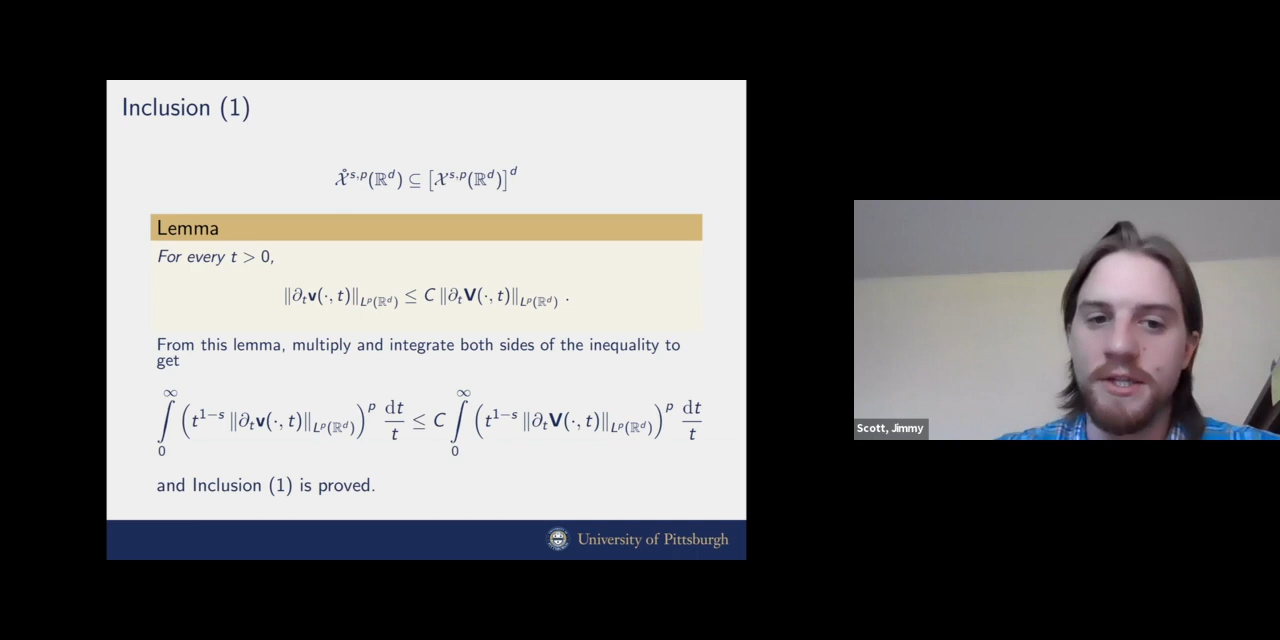 Inclusion (1)
𝒳̊^{s,p}(ℝ^d) ⊆ [𝒳^{s,p}(ℝ^d)]^d
Lemma
For every t > 0,
‖∂_t v(·, t)‖_{L^p(ℝ^d)} ≤ C ‖∂_t V(·, t)‖_{L^p(ℝ^d)} .
From this lemma, multiply and integrate both sides of the inequality to
get
∫_0^∞ (t^{1−s} ‖∂_t v(·, t)‖_{L^p(ℝ^d)})^p dt/t ≤ C ∫_0^∞ (t^{1−s} ‖∂_t V(·, t)‖_{L^p(ℝ^d)})^p dt/t
and Inclusion (1) is proved.
University of Pittsburgh
Scott, Jimmy